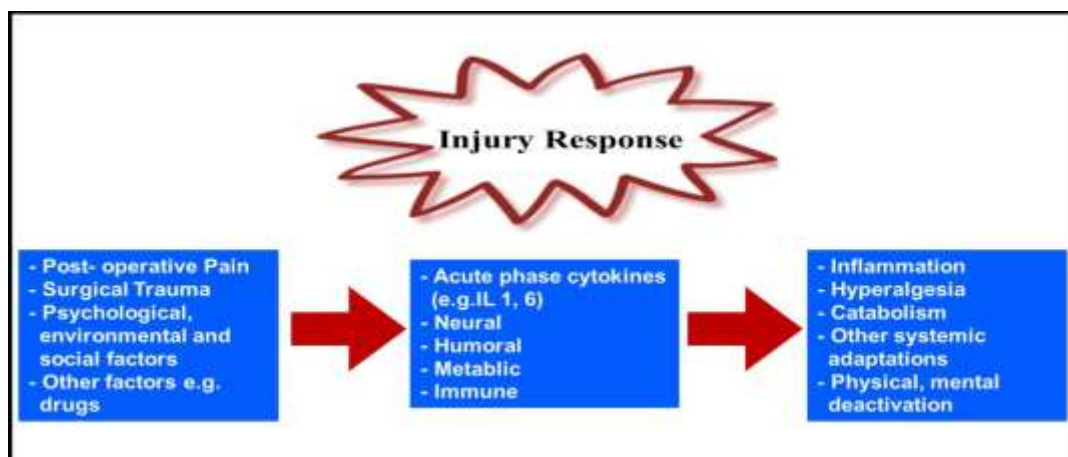 Injury Response
- Post- operative Pain
- Surgical Trauma
- Psychological,
environmental and
social factors
- Other factors e.g.
drugs
- Acute phase cytokines
(e.g.IL 1, 6)
- Neural
- Humoral
- Metablic
- Immune
- Inflammation
- Hyperalgesia
- Catabolism
- Other systemic
adaptations
- Physical, mental
deactivation